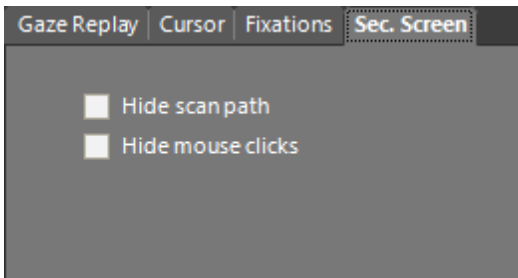 Gaze Replay Cursor Fixations Sec. Screen
Hide scan path
Hide mouse clicks